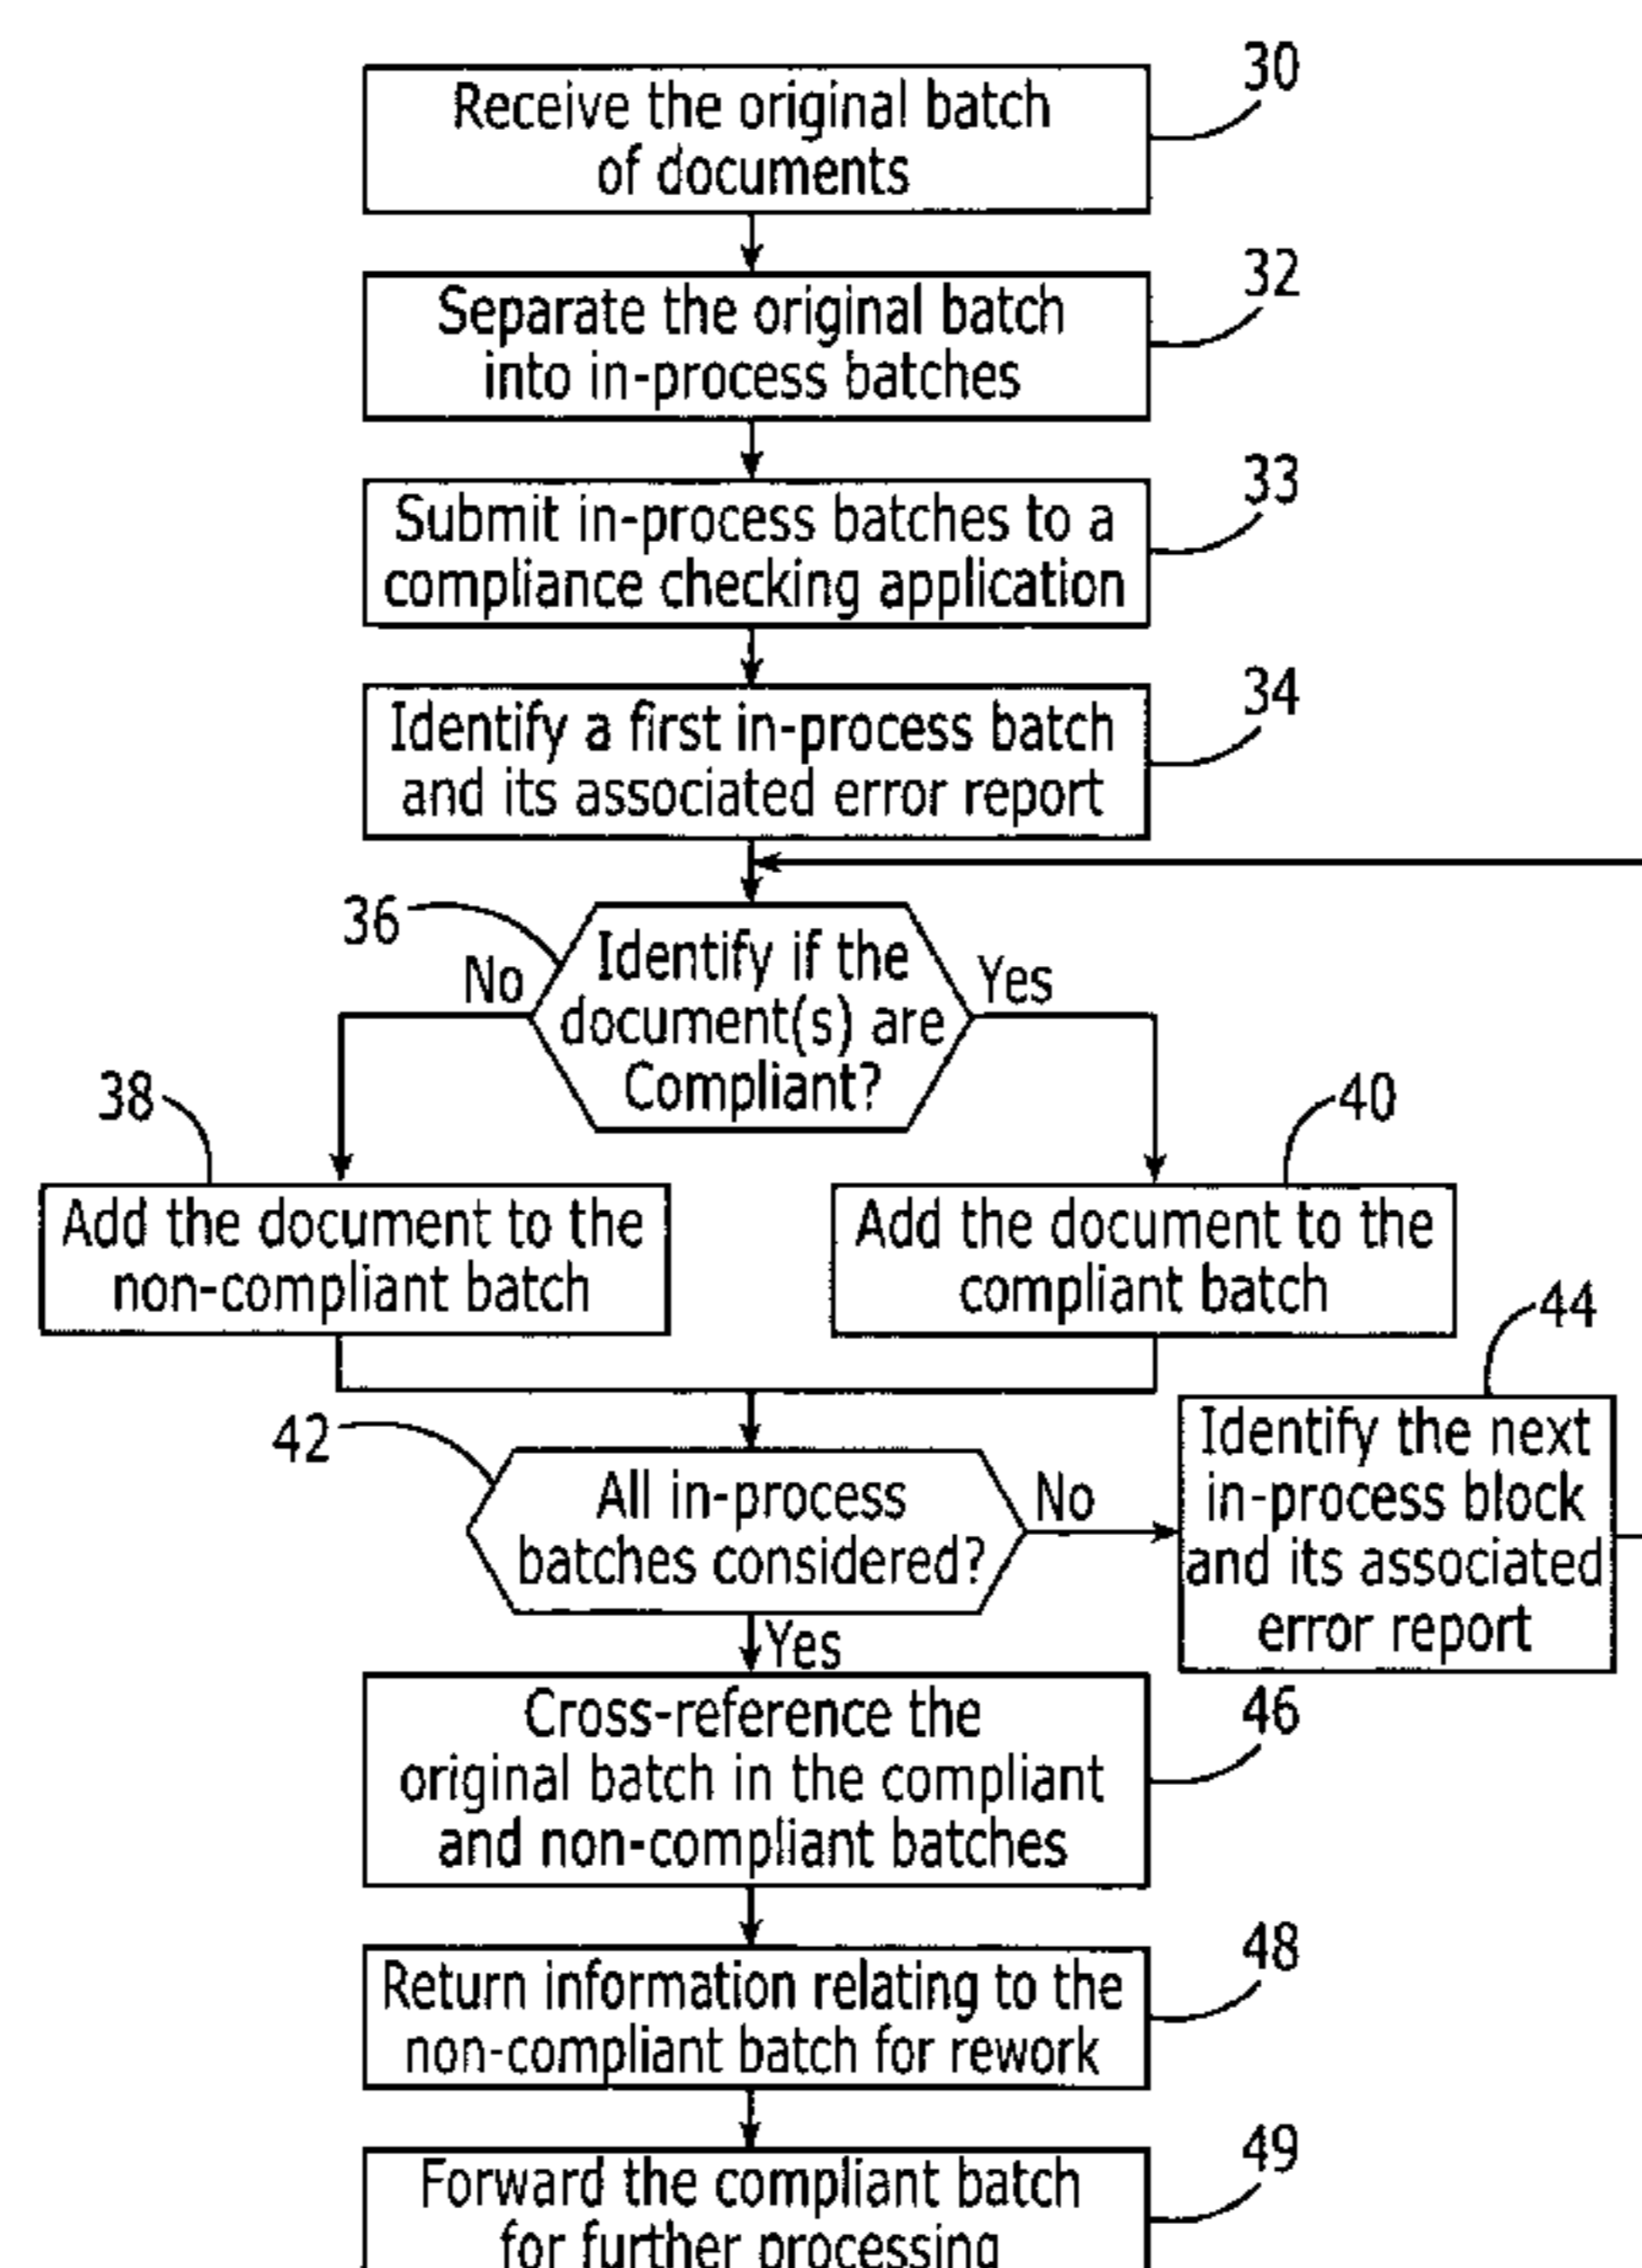 30
Receive the original batch
of documents
32
Separate the original batch
into in-process batches
33
Submit in-process batches to a
compliance checking application
34
Identify a first in-process batch
and its associated error report
36
No
Identify if the
document(s) are
Compliant?
Yes
38
40
Add the document to the
non-compliant batch
Add the document to the
compliant batch
44
42
All in-process
batches considered?
No
Identify the next
in-process block
and its associated
error report
Yes
46
Cross-reference the
original batch in the compliant
and non-compliant batches
48
Return information relating to the
non-compliant batch for rework
49
Forward the compliant batch
for further processing